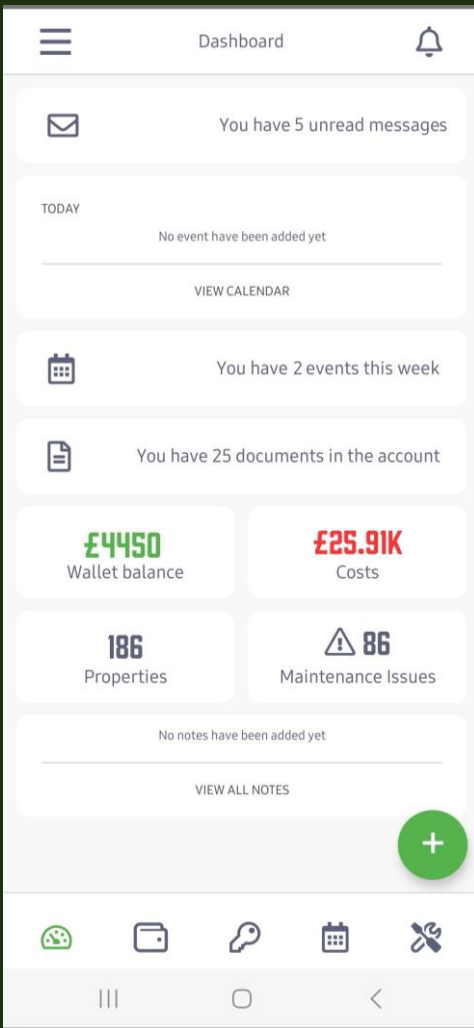 Dashboard
You have 5 unread messages
TODAY
No event have been added yet
VIEW CALENDAR
You have 2 events this week
You have 25 documents in the account
£4450
Wallet balance
£25.91K
Costs
186
Properties
86
Maintenance Issues
No notes have been added yet
VIEW ALL NOTES